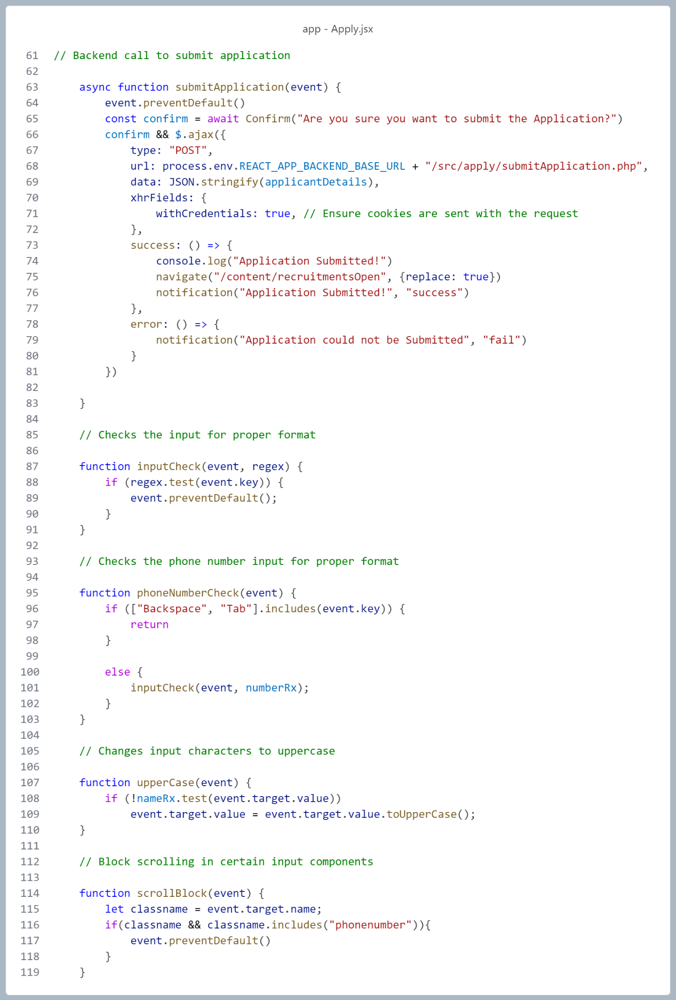 app - Apply.jsx
61 // Backend call to submit application
62
63     async function submitApplication(event) {
64         event.preventDefault()
65         const confirm = await Confirm("Are you sure you want to submit the Application?")
66         confirm && $.ajax({
67             type: "POST",
68             url: process.env.REACT_APP_BACKEND_BASE_URL + "/src/apply/submitApplication.php",
69             data: JSON.stringify(applicantDetails),
70             xhrFields: {
71                 withCredentials: true, // Ensure cookies are sent with the request
72             },
73             success: () => {
74                 console.log("Application Submitted!")
75                 navigate("/content/recruitmentsOpen", {replace: true})
76                 notification("Application Submitted!", "success")
77             },
78             error: () => {
79                 notification("Application could not be Submitted", "fail")
80             }
81         })
82
83     }
84
85     // Checks the input for proper format
86
87     function inputCheck(event, regex) {
88         if (regex.test(event.key)) {
89             event.preventDefault();
90         }
91     }
92
93     // Checks the phone number input for proper format
94
95     function phoneNumberCheck(event) {
96         if (["Backspace", "Tab"].includes(event.key)) {
97             return
98         }
99
100         else {
101             inputCheck(event, numberRx);
102         }
103     }
104
105     // Changes input characters to uppercase
106
107     function upperCase(event) {
108         if (!nameRx.test(event.target.value))
109             event.target.value = event.target.value.toUpperCase();
110     }
111
112     // Block scrolling in certain input components
113
114     function scrollBlock(event) {
115         let classname = event.target.name;
116         if(classname && classname.includes("phonenumber")){
117             event.preventDefault()
118         }
119     }